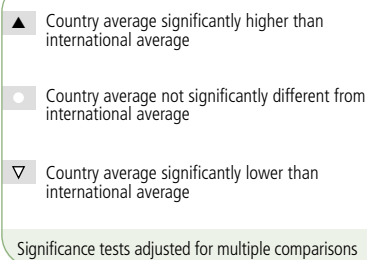 ▲ Country average significantly higher than
international average
● Country average not significantly different from
international average
▽ Country average significantly lower than
international average
Significance tests adjusted for multiple comparisons